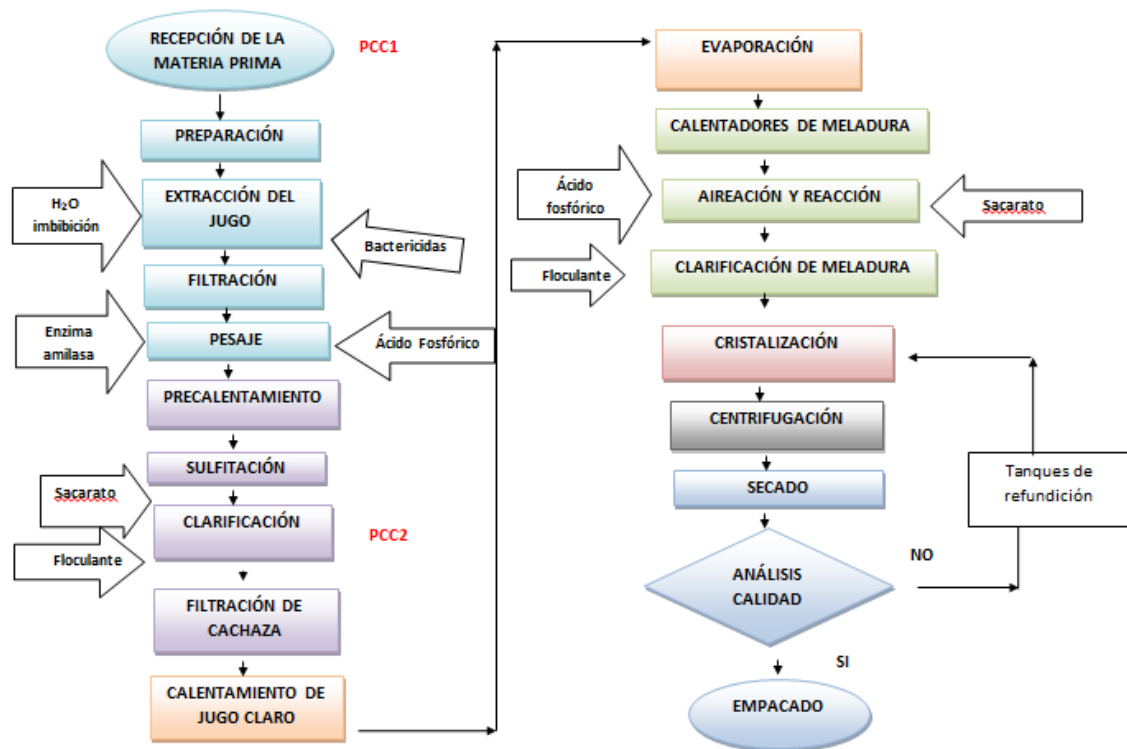 RECEPCIÓN DE LA
MATERIA PRIMA
PCC1
PREPARACIÓN
H₂O
imbibición
EXTRACCIÓN DEL
JUGO
Bactericidas
FILTRACIÓN
Enzima
amilasa
PESAJE
Ácido Fosfórico
PRECALENTAMIENTO
SULFITACIÓN
Sacarato
CLARIFICACIÓN
PCC2
Floculante
FILTRACIÓN DE
CACHAZA
CALENTAMIENTO DE
JUGO CLARO
EVAPORACIÓN
CALENTADORES DE MELADURA
Ácido
fosfórico
AIREACIÓN Y REACCIÓN
Sacarato
Floculante
CLARIFICACIÓN DE MELADURA
CRISTALIZACIÓN
CENTRIFUGACIÓN
SECADO
Tanques de
refundición
ANÁLISIS
CALIDAD
NO
SI
EMPACADO